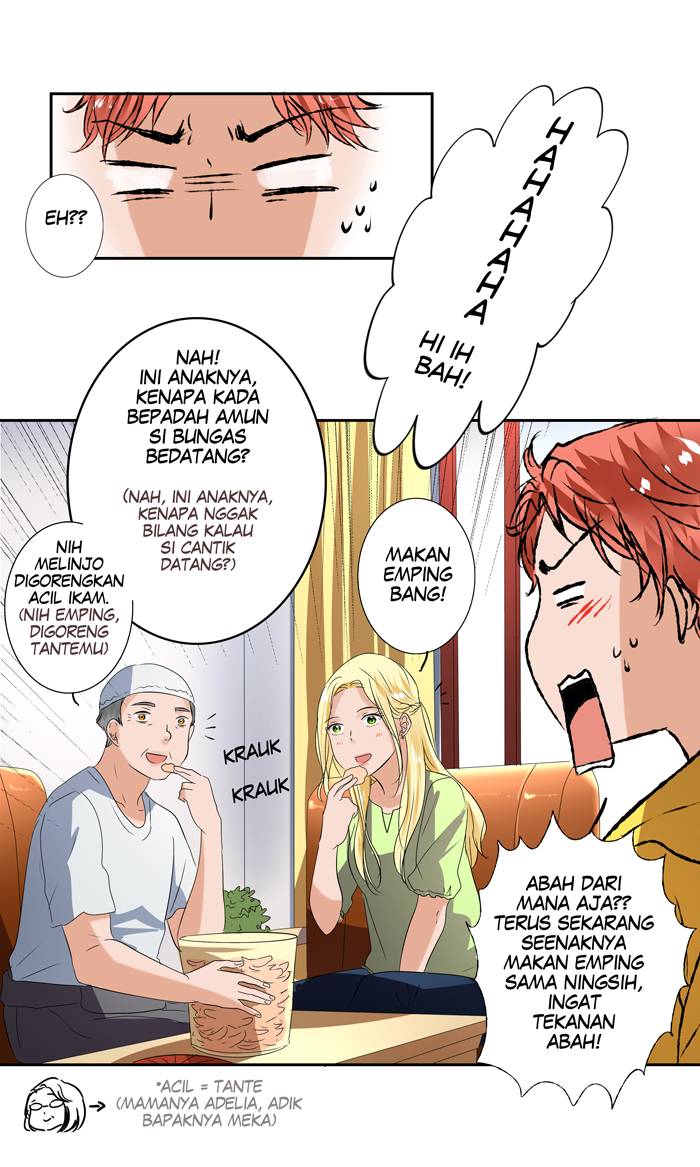 EH??
HAHAHAHAHA
HI IH
BAH!
NAH!
INI ANAKNYA,
KENAPA KADA
BEPADAH AMUN
SI BUNGAS
BEDATANG?
(NAH, INI ANAKNYA,
KENAPA NGGAK
BILANG KALAU
SI CANTIK
DATANG?)
NIH
MELINJO
DIGORENGKAN
ACIL IKAM.
(NIH EMPING,
DIGORENG
TANTEMU)
MAKAN
EMPING
BANG!
KRAUK
KRAUK
ABAH DARI
MANA AJA??
TERUS SEKARANG
SEENAKNYA
MAKAN EMPING
SAMA NINGSIH,
INGAT
TEKANAN
ABAH!
*ACIL = TANTE
(MAMANYA ADELIA, ADIK
BAPAKNYA MEKA)